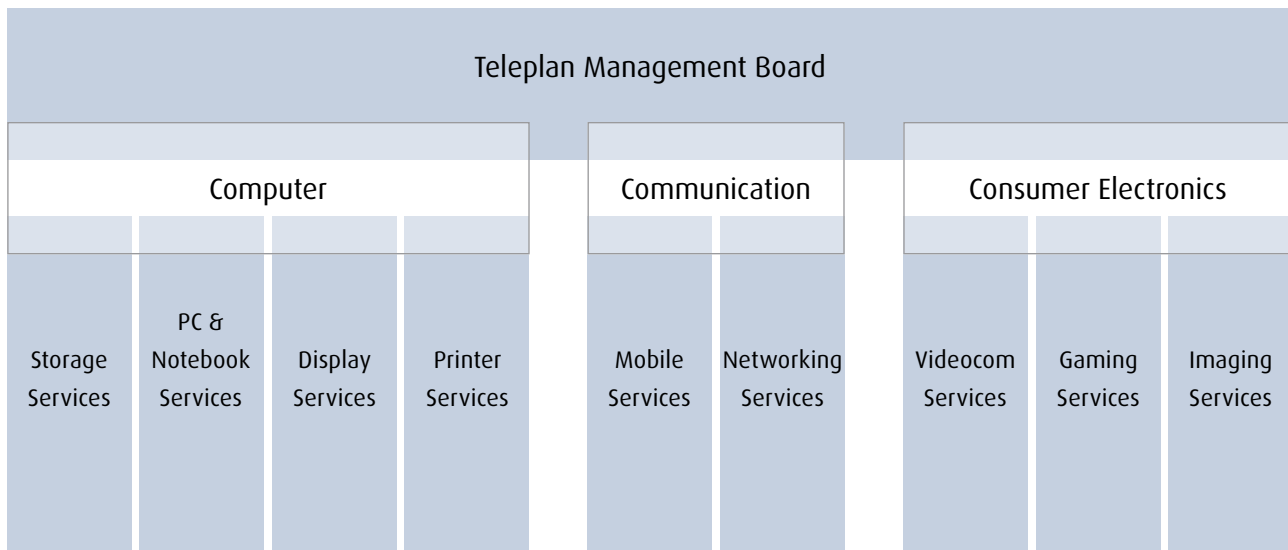 Teleplan Management Board
Computer
Communication
Consumer Electronics
Storage
Services
PC &
Notebook
Services
Display
Services
Printer
Services
Mobile
Services
Networking
Services
Videocom
Services
Gaming
Services
Imaging
Services